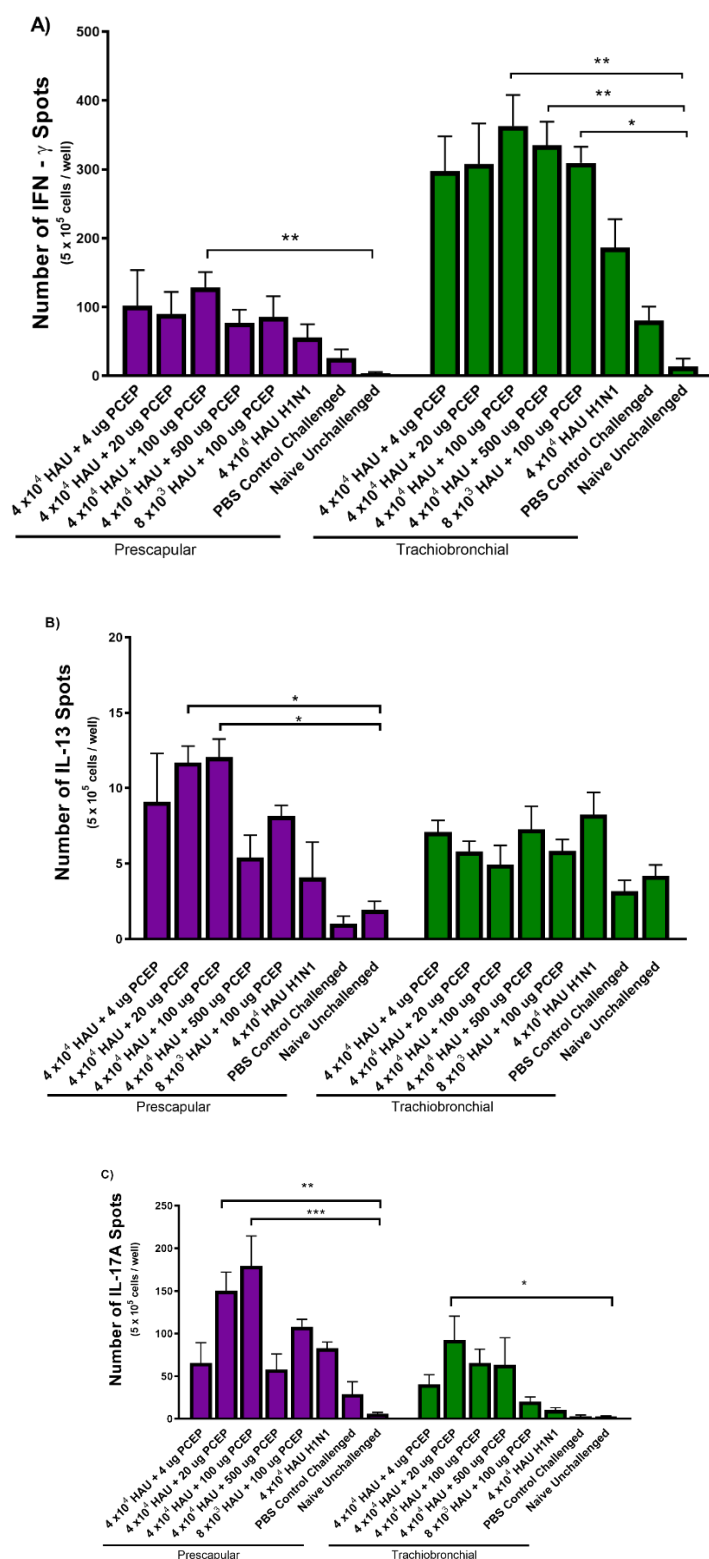 A)
Number of IFN - γ Spots
(5 x 10⁵ cells / well)
500
400
300
200
100
0
**
**
**
*
4 x10⁴ HAU + 4 ug PCEP
4 x10⁴ HAU + 20 ug PCEP
4 x10⁴ HAU + 100 ug PCEP
4 x10⁴ HAU + 500 ug PCEP
8 x10³ HAU + 100 ug PCEP
4 x10⁴ HAU H1N1
PBS Control Challenged
Naive Unchallenged
4 x10⁴ HAU + 4 ug PCEP
4 x10⁴ HAU + 20 ug PCEP
4 x10⁴ HAU + 100 ug PCEP
4 x10⁴ HAU + 500 ug PCEP
8 x10³ HAU + 100 ug PCEP
4 x10⁴ HAU H1N1
PBS Control Challenged
Naive Unchallenged
Prescapular
Trachiobronchial
B)
Number of IL-13 Spots
(5 x 10⁵ cells / well)
20
15
10
5
0
*
*
4 x10⁴ HAU + 4 ug PCEP
4 x10⁴ HAU + 20 ug PCEP
4 x10⁴ HAU + 100 ug PCEP
4 x10⁴ HAU + 500 ug PCEP
8 x10³ HAU + 100 ug PCEP
4 x10⁴ HAU H1N1
PBS Control Challenged
Naive Unchallenged
4 x10⁴ HAU + 4 ug PCEP
4 x10⁴ HAU + 20 ug PCEP
4 x10⁴ HAU + 100 ug PCEP
4 x10⁴ HAU + 500 ug PCEP
8 x10³ HAU + 100 ug PCEP
4 x10⁴ HAU H1N1
PBS Control Challenged
Naive Unchallenged
Prescapular
Trachiobronchial
C)
Number of IL-17A Spots
(5 x 10⁵ cells / well)
250
200
150
100
50
0
**
***
*
4 x10⁴ HAU + 4 ug PCEP
4 x10⁴ HAU + 20 ug PCEP
4 x10⁴ HAU + 100 ug PCEP
4 x10⁴ HAU + 500 ug PCEP
8 x10³ HAU + 100 ug PCEP
4 x10⁴ HAU H1N1
PBS Control Challenged
Naive Unchallenged
4 x10⁴ HAU + 4 ug PCEP
4 x10⁴ HAU + 20 ug PCEP
4 x10⁴ HAU + 100 ug PCEP
4 x10⁴ HAU + 500 ug PCEP
8 x10³ HAU + 100 ug PCEP
4 x10⁴ HAU H1N1
PBS Control Challenged
Naive Unchallenged
Prescapular
Trachiobronchial